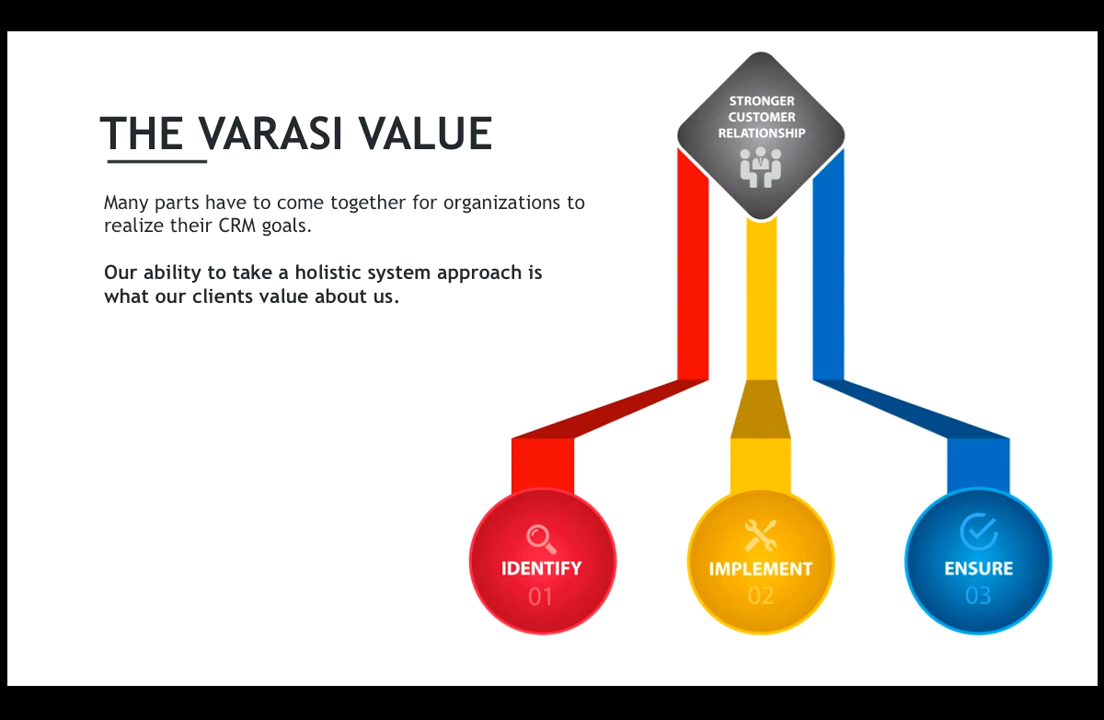 THE VARASI VALUE
Many parts have to come together for organizations to
realize their CRM goals.
Our ability to take a holistic system approach is
what our clients value about us.
STRONGER
CUSTOMER
RELATIONSHIP
IDENTIFY
01
IMPLEMENT
02
ENSURE
03